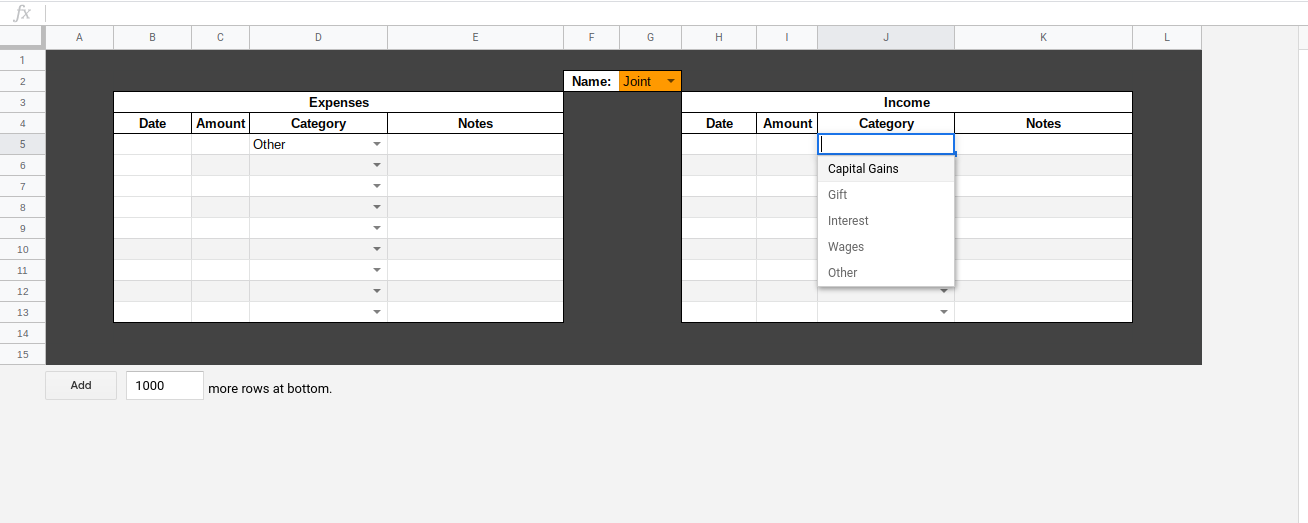 fx
A B C D E F G H I J K L
1
2 Name: Joint
3 Expenses Income
4 Date Amount Category Notes Date Amount Category Notes
5 Other
6 Capital Gains
7 Gift
8 Interest
9 Wages
10 Other
11
12
13
14
15
Add 1000 more rows at bottom.